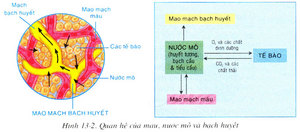 Mạch
bạch huyết
Mao mạch
máu
Các tế bào
Nước mô
MAO MẠCH BẠCH HUYẾT
Mao mạch bạch huyết
NƯỚC MÔ
(huyết tương,
bạch cầu
& tiểu cầu)
O₂ và các chất
dinh dưỡng
CO₂ và các
chất thải
TẾ BÀO
Mao mạch máu
Hình 13-2. Quan hệ của máu, nước mô và bạch huyết